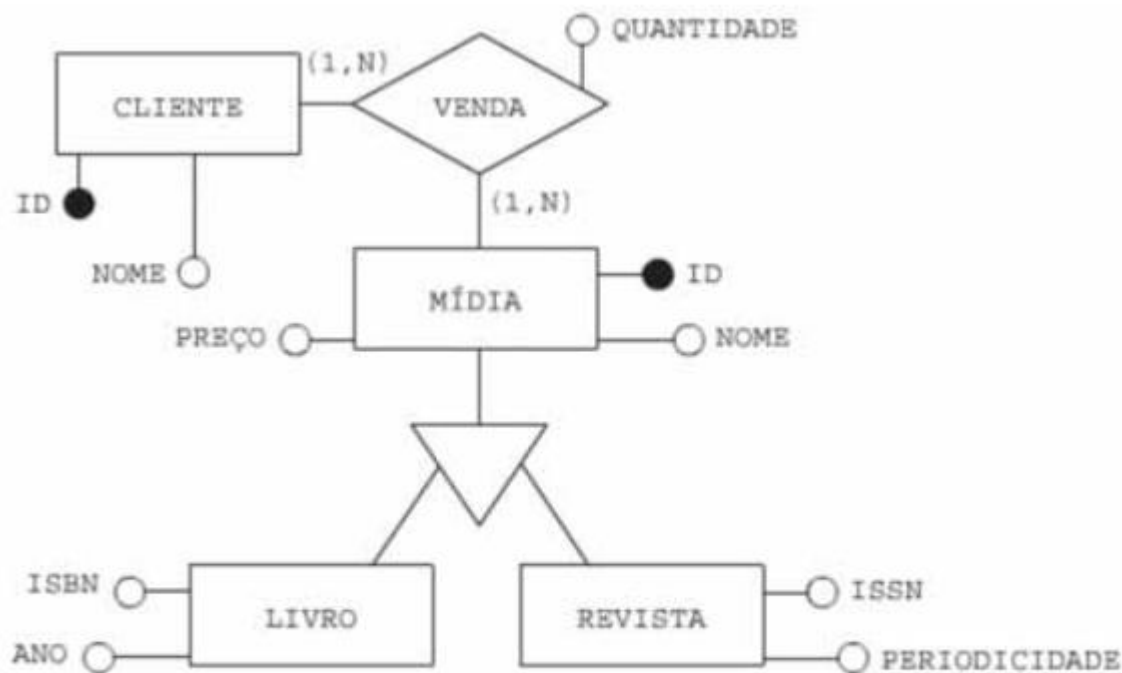 QUANTIDADE
(1,N)
CLIENTE
VENDA
ID
(1,N)
NOME
ID
MÍDIA
PREÇO
NOME
ISBN
ISSN
LIVRO
REVISTA
ANO
PERIODICIDADE